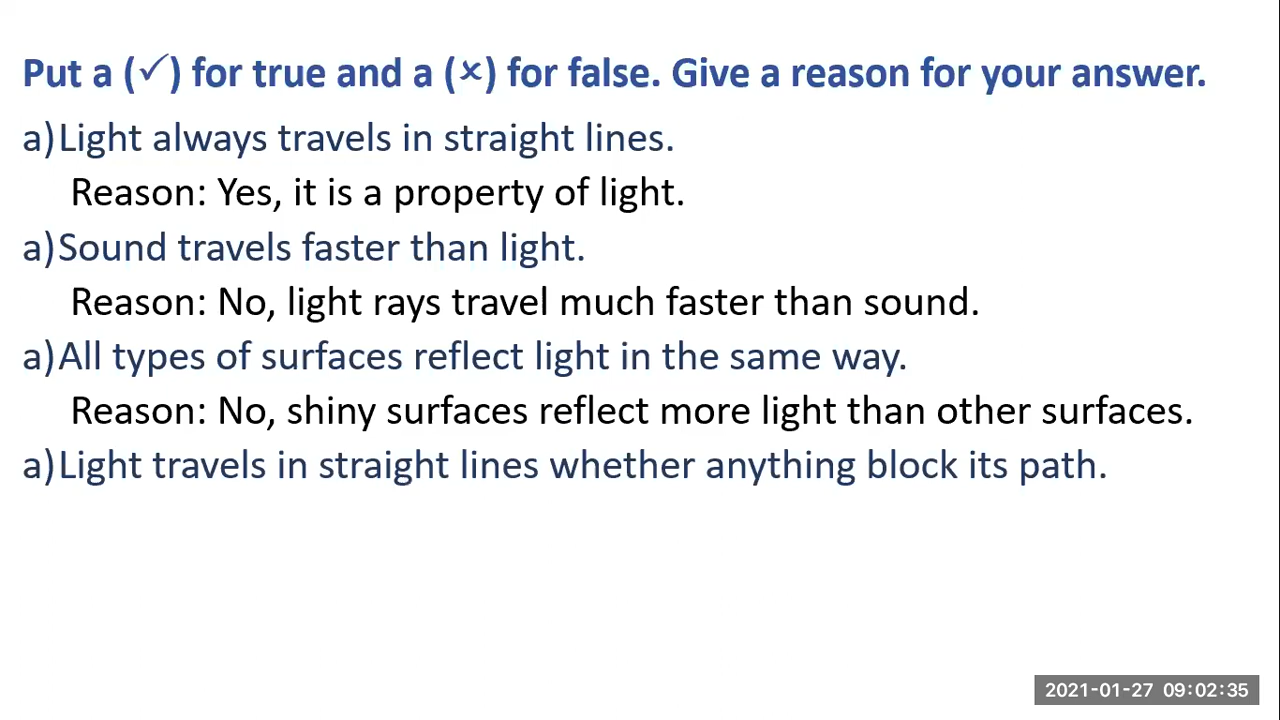 Put a (✓) for true and a (×) for false. Give a reason for your answer.
a) Light always travels in straight lines.
Reason: Yes, it is a property of light.
a) Sound travels faster than light.
Reason: No, light rays travel much faster than sound.
a) All types of surfaces reflect light in the same way.
Reason: No, shiny surfaces reflect more light than other surfaces.
a) Light travels in straight lines whether anything block its path.
2021-01-27 09:02:35